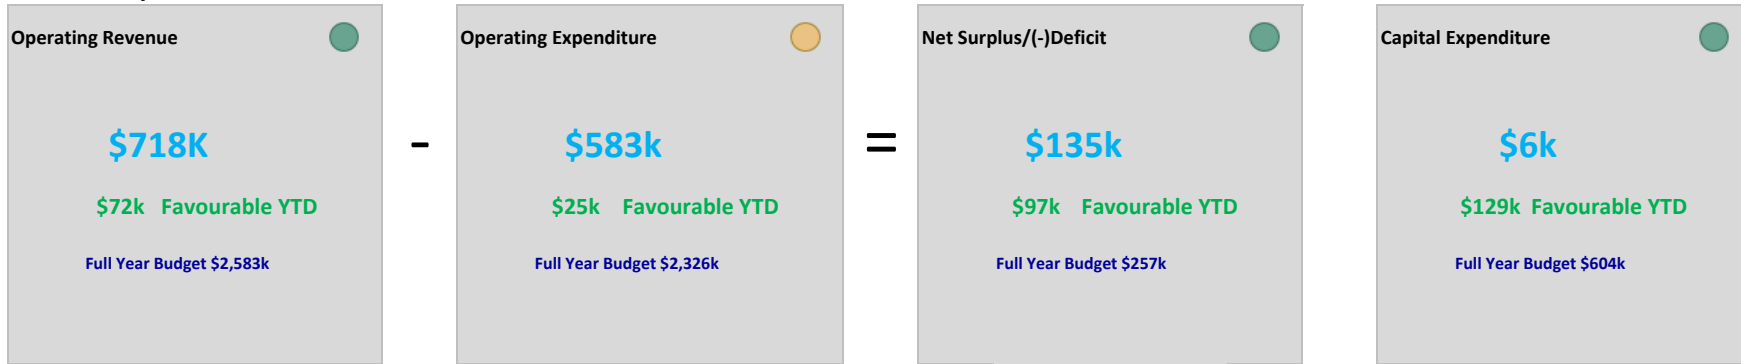 Operating Revenue
$718K
$72k Favourable YTD
Full Year Budget $2,583k
-
Operating Expenditure
$583k
$25k Favourable YTD
Full Year Budget $2,326k
=
Net Surplus/(-)Deficit
$135k
$97k Favourable YTD
Full Year Budget $257k
Capital Expenditure
$6k
$129k Favourable YTD
Full Year Budget $604k